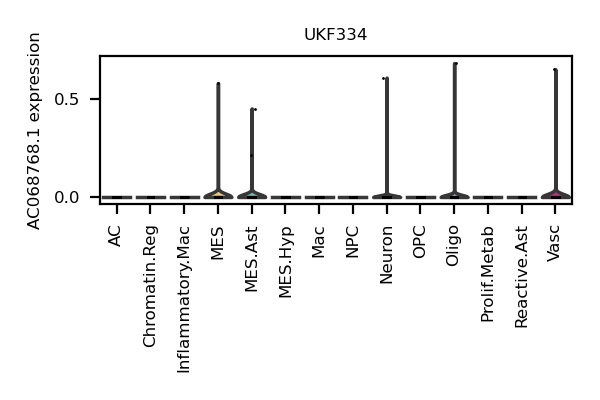 UKF334
AC068768.1 expression
0.5
0.0
AC
Chromatin.Reg
Inflammatory.Mac
MES
MES.Ast
MES.Hyp
Mac
NPC
Neuron
OPC
Oligo
Prolif.Metab
Reactive.Ast
Vasc